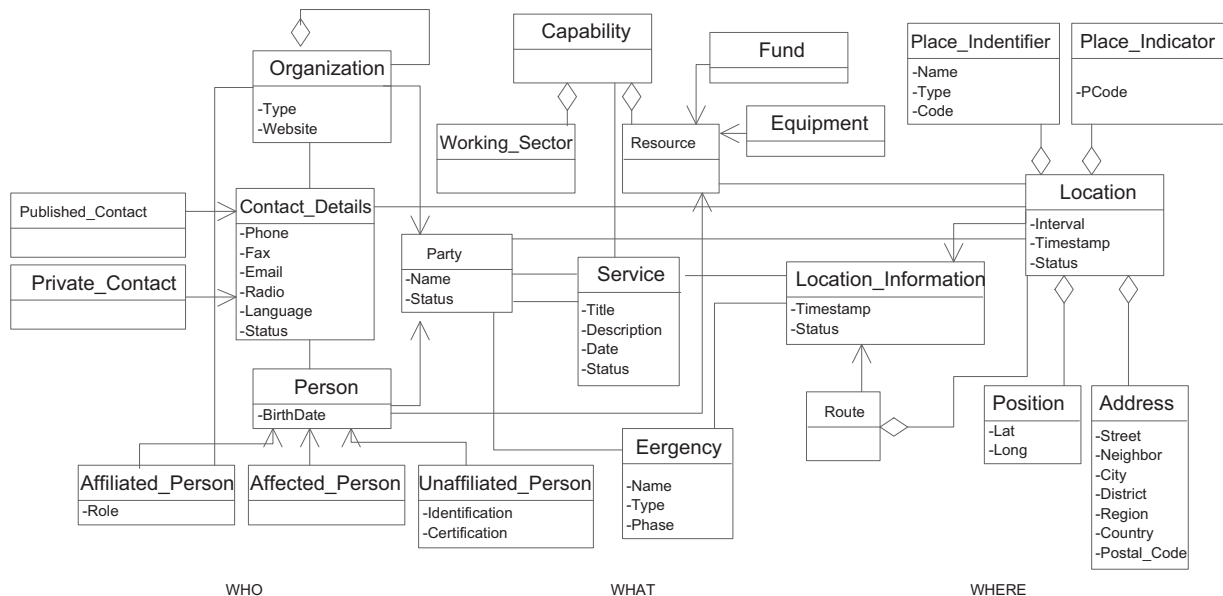 Organization
-Type
-Website
Published_Contact
Private_Contact
Contact_Details
-Phone
-Fax
-Email
-Radio
-Language
-Status
Person
-BirthDate
Affiliated_Person
-Role
Affected_Person
Unaffiliated_Person
-Identification
-Certification
Party
-Name
-Status
Capability
Working_Sector
Resource
Fund
Equipment
Service
-Title
-Description
-Date
-Status
Eergency
-Name
-Type
-Phase
Place_Indentifier
-Name
-Type
-Code
Place_Indicator
-PCode
Location
-Interval
-Timestamp
-Status
Location_Information
-Timestamp
-Status
Route
Position
-Lat
-Long
Address
-Street
-Neighbor
-City
-District
-Region
-Country
-Postal_Code
WHO
WHAT
WHERE